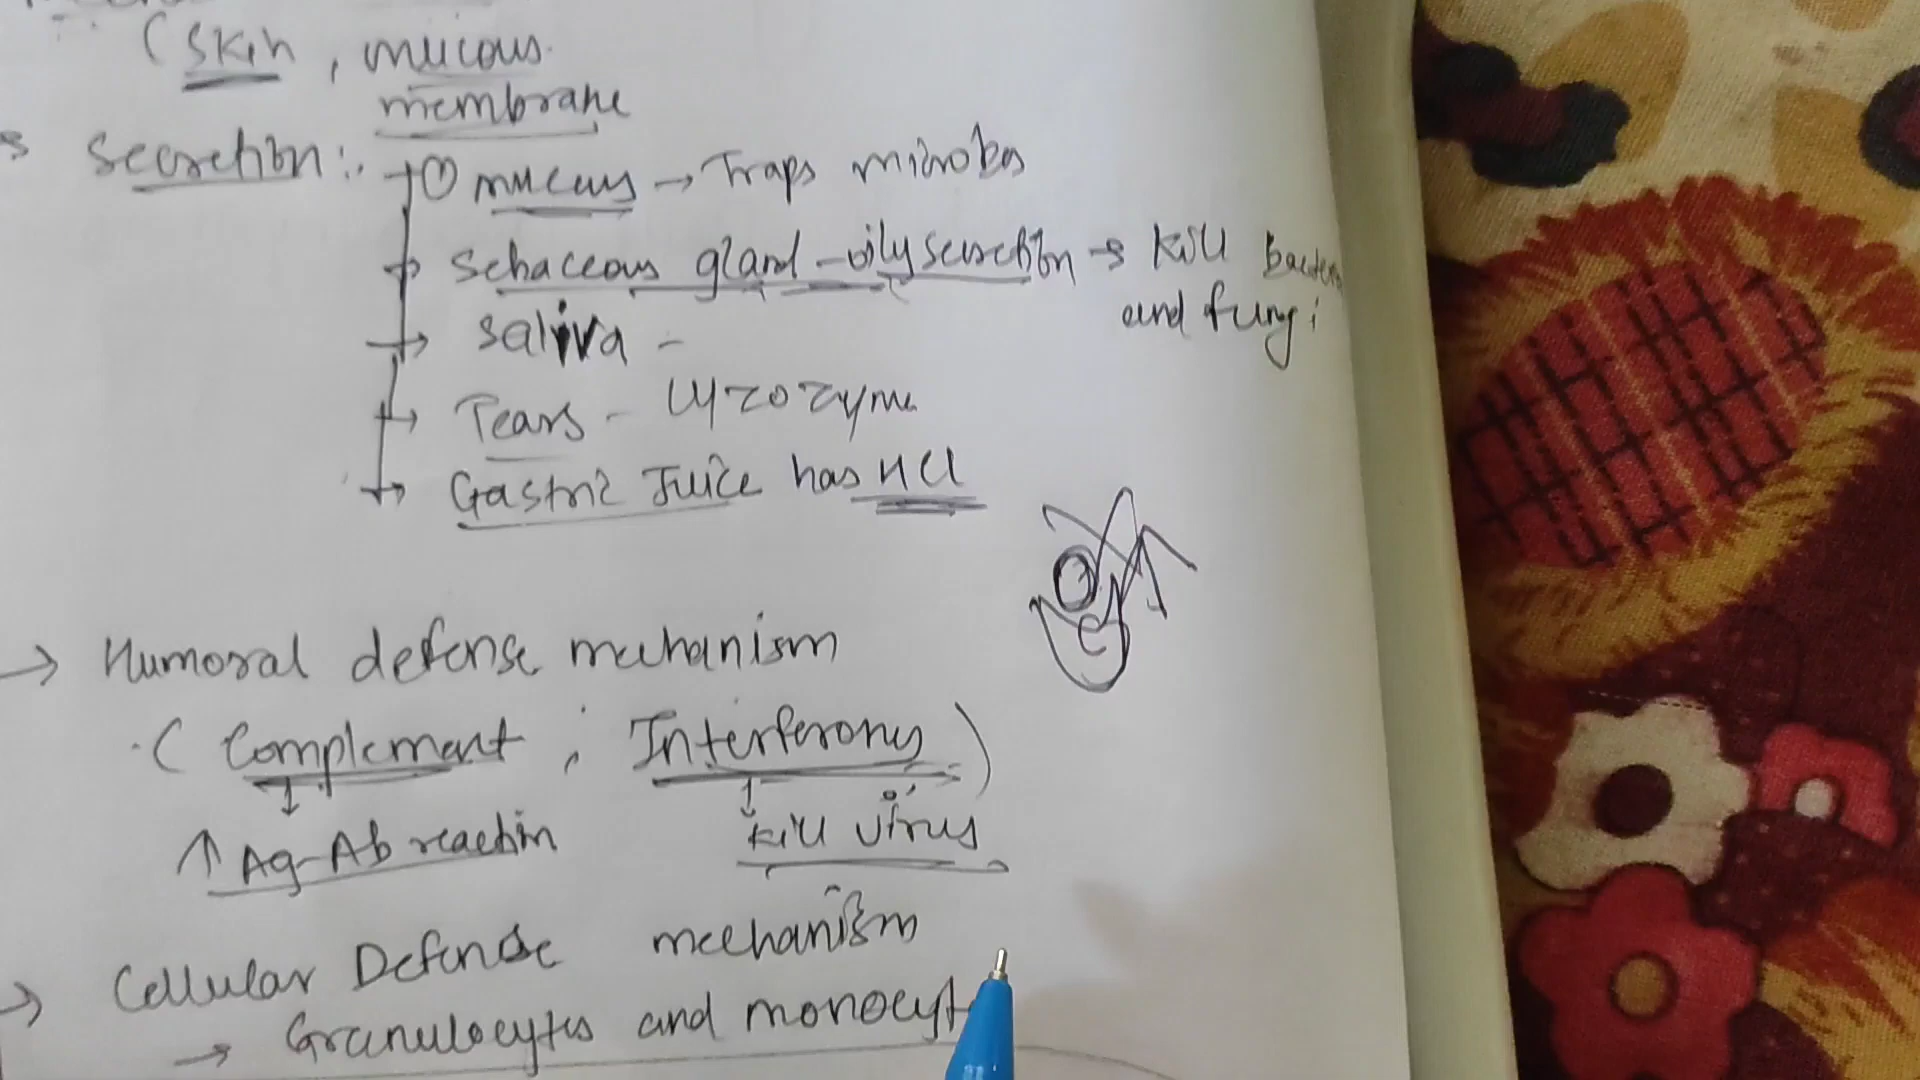 (Skin, mucous
membrane
Secretion :-
① mucus → Traps microbes
Sebaceous gland - oily secretion → Kill Bacteria
and fungi
Saliva -
Tears - Lyzozyme
Gastric Juice has HCl
→ Humoral defense mechanism
(Complement, Interferons)
↓ ↓
↑ Ag-Ab reaction Kill virus
→ Cellular Defense mechanism
→ Granulocytes and monocyt